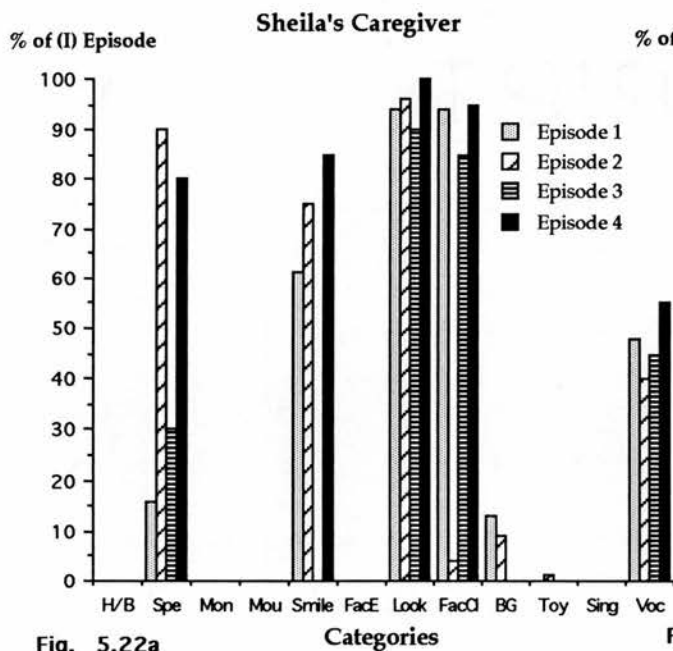 Sheila's Caregiver
% of (I) Episode
% of
100
90
80
70
60
50
40
30
20
10
0
Episode 1
Episode 2
Episode 3
Episode 4
H/B Spe Mon Mou Smile FacE Look FacCl BG Toy Sing Voc
Categories
Fig. 5.22a
F